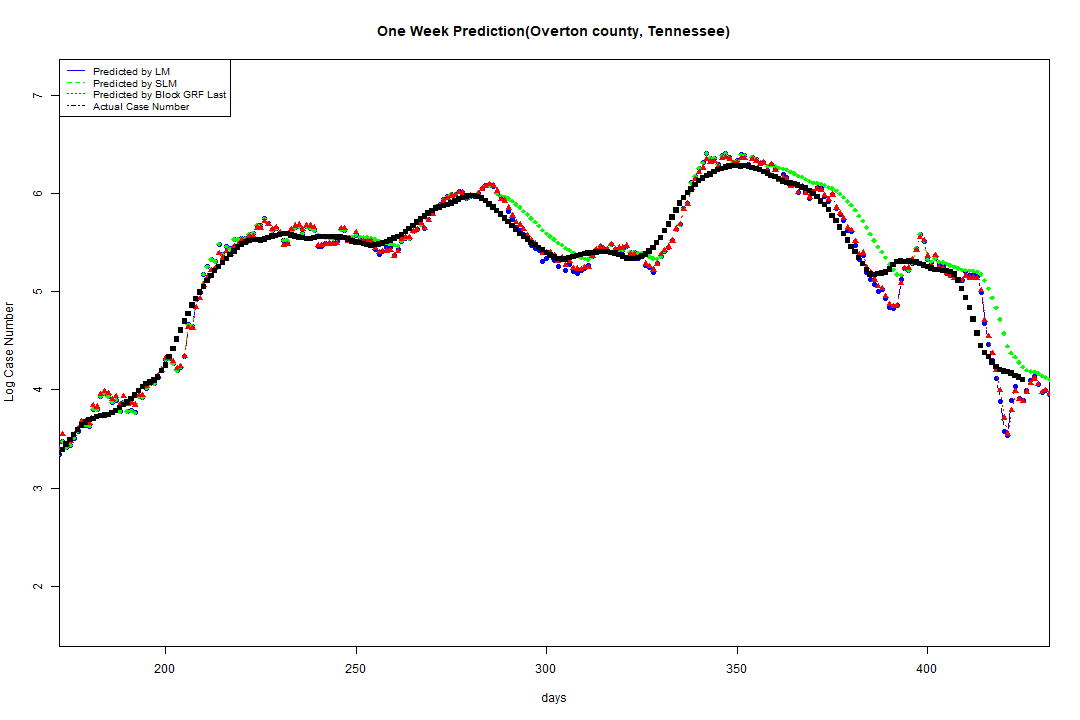 One Week Prediction(Overton county, Tennessee)
Predicted by LM
Predicted by SLM
Predicted by Block GRF Last
Actual Case Number
7
6
5
4
3
2
Log Case Number
200 250 300 350 400
days